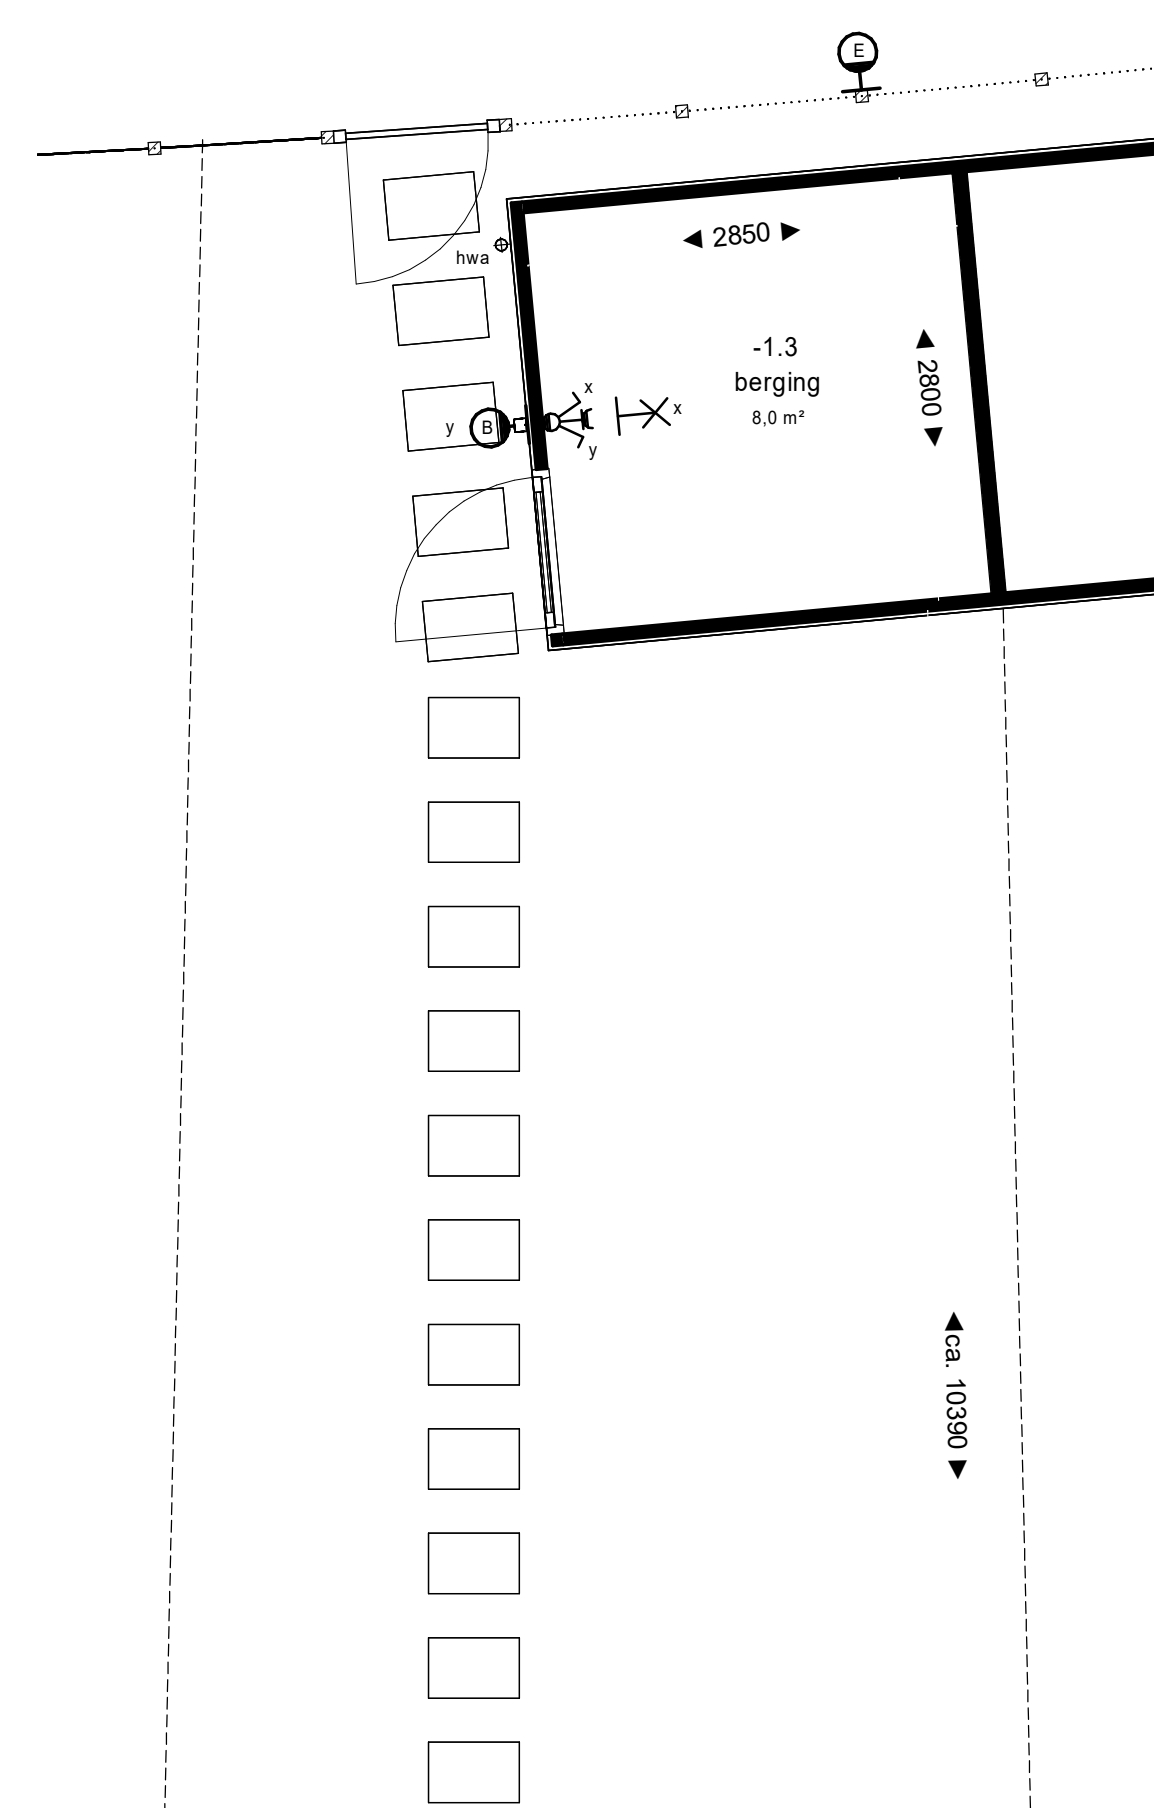 E
◄ 2850 ►
hwa
-1.3
berging
8,0 m²
◄ 2800 ►
x
x
y
B
y
◄ca. 10390 ►